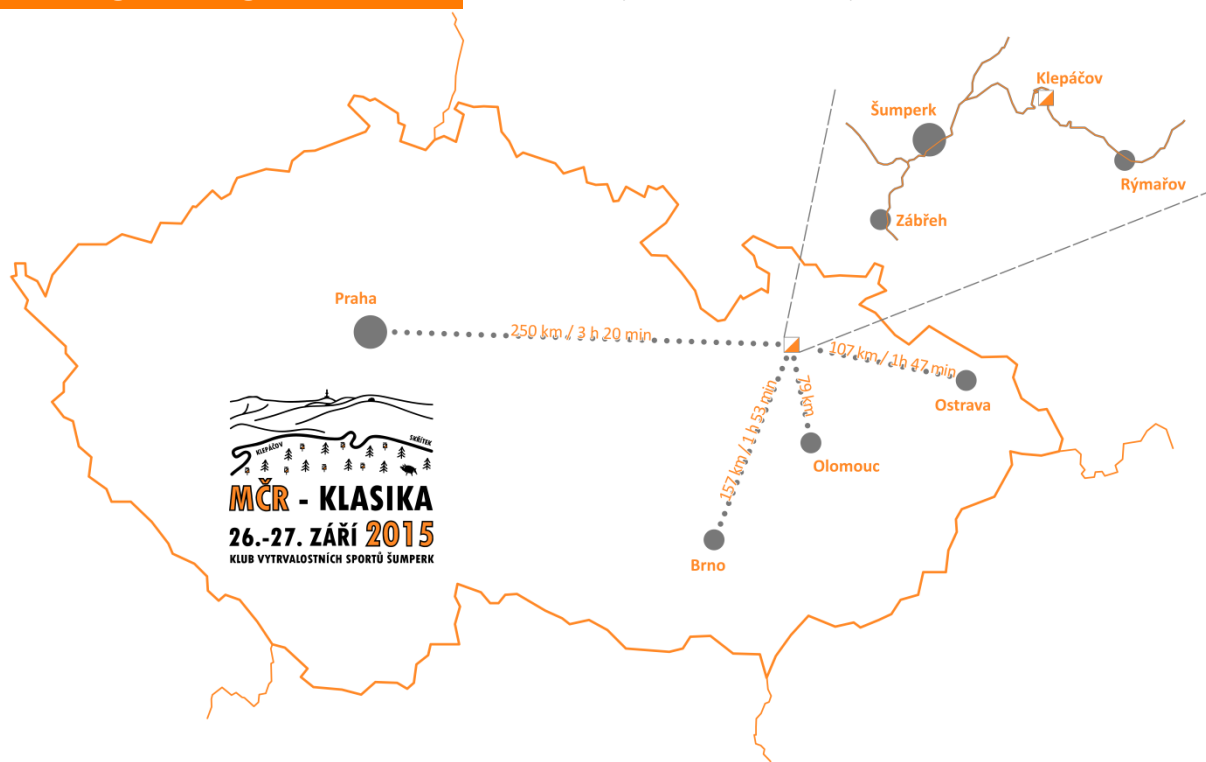 Klepáčov
Šumperk
Rýmařov
Zábřeh
Praha
250 km / 3 h 20 min
107 km / 1h 47 min
Ostrava
km
Olomouc
157 km / 1 h 53 min
Brno
KLEPÁČOV
SKŘÍTEK
MČR - KLASIKA
26.-27. ZÁŘÍ 2015
KLUB VYTRVALOSTNÍCH SPORTŮ ŠUMPERK